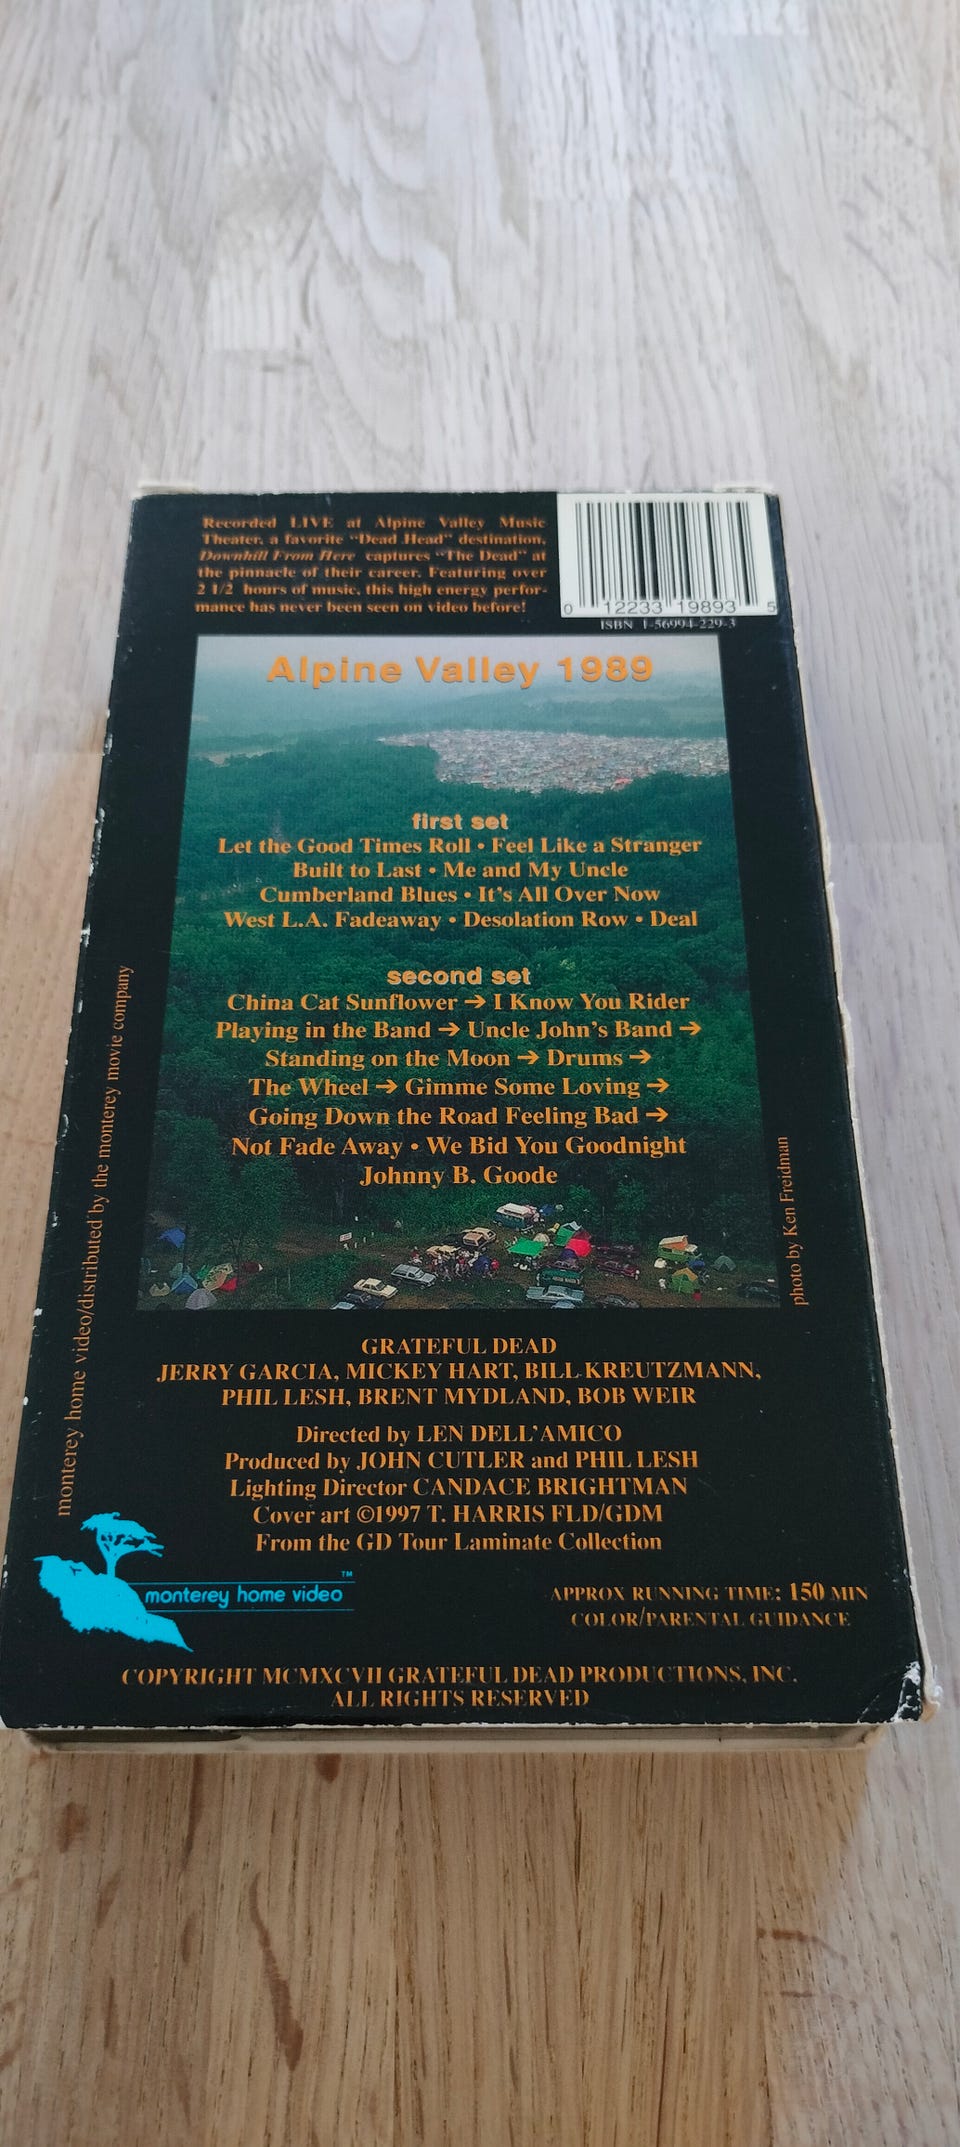 Recorded LIVE at Alpine Valley Music
Theater, a favorite "Dead Head" destination,
Downhill From Here captures "The Dead" at
the pinnacle of their career. Featuring over
2 1/2 hours of music, this high energy perfor-
mance has never been seen on video before!
0 12233 19893 5
ISBN 1-56994-229-3
Alpine Valley 1989
first set
Let the Good Times Roll • Feel Like a Stranger
Built to Last • Me and My Uncle
Cumberland Blues • It's All Over Now
West L.A. Fadeaway • Desolation Row • Deal
second set
China Cat Sunflower ➔ I Know You Rider
Playing in the Band ➔ Uncle John's Band ➔
Standing on the Moon ➔ Drums ➔
The Wheel ➔ Gimme Some Loving ➔
Going Down the Road Feeling Bad ➔
Not Fade Away • We Bid You Goodnight
Johnny B. Goode
monterey home video/distributed by the monterey movie company
photo by Ken Freidman
GRATEFUL DEAD
JERRY GARCIA, MICKEY HART, BILL KREUTZMANN,
PHIL LESH, BRENT MYDLAND, BOB WEIR
Directed by LEN DELL'AMICO
Produced by JOHN CUTLER and PHIL LESH
Lighting Director CANDACE BRIGHTMAN
Cover art ©1997 T. HARRIS FLD/GDM
From the GD Tour Laminate Collection
monterey home video™
APPROX RUNNING TIME: 150 MIN
COLOR/PARENTAL GUIDANCE
COPYRIGHT MCMXCVII GRATEFUL DEAD PRODUCTIONS, INC.
ALL RIGHTS RESERVED